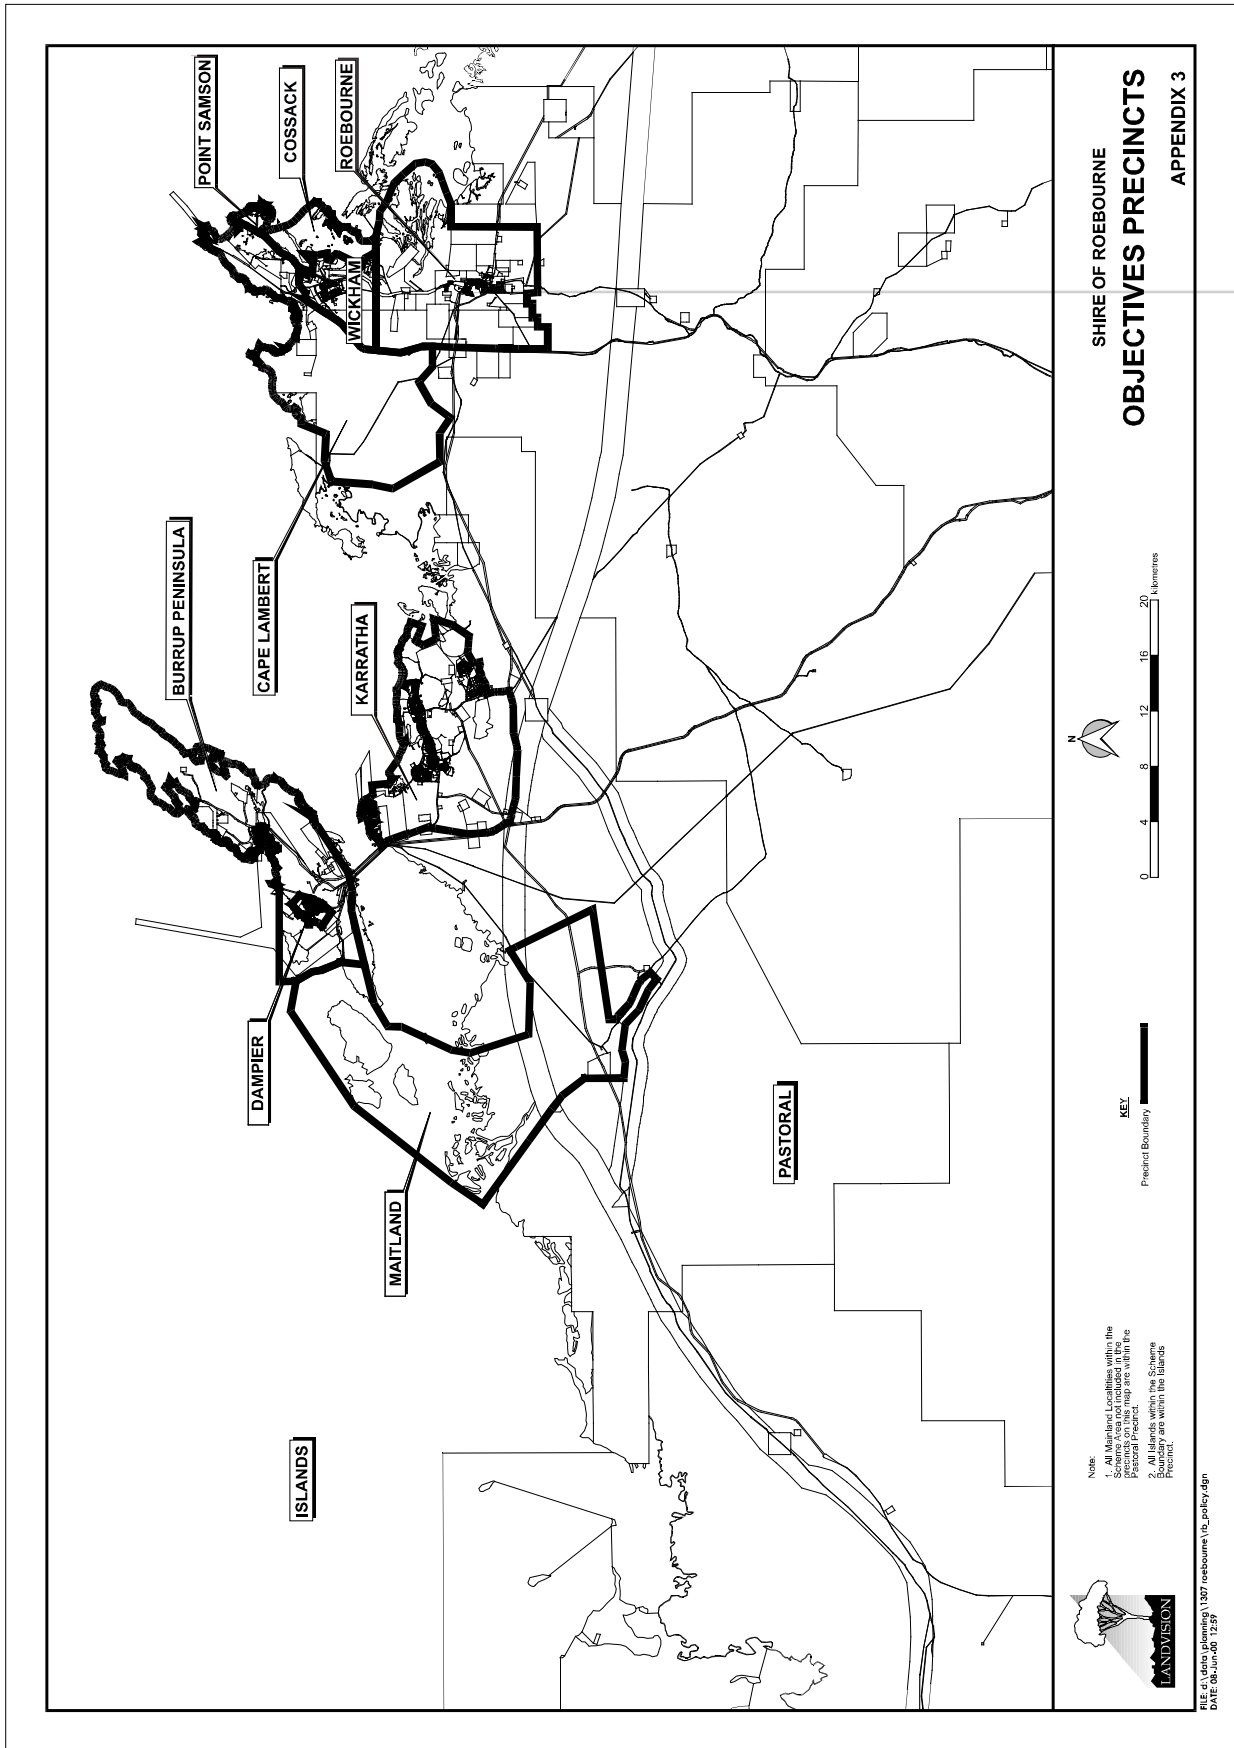 POINT SAMSON
COSSACK
ROEBOURNE
WICKHAM
BURRUP PENINSULA
CAPE LAMBERT
KARRATHA
DAMPIER
MAITLAND
ISLANDS
PASTORAL
SHIRE OF ROEBOURNE
OBJECTIVES PRECINCTS
APPENDIX 3
N
0 4 8 12 16 20
kilometres
KEY
Precinct Boundary
Note:
1. All Mainland Localtities within the
Scheme Area not included in the
precincts on this map are within the
Pastoral Precinct.
2. All Islands within the Scheme
Boundary are within the Islands
Precinct.
LANDVISION
FILE: d:\data\planning\1307 roebourne\rb_policy.dgn
DATE: 08-Jun-00 12:59